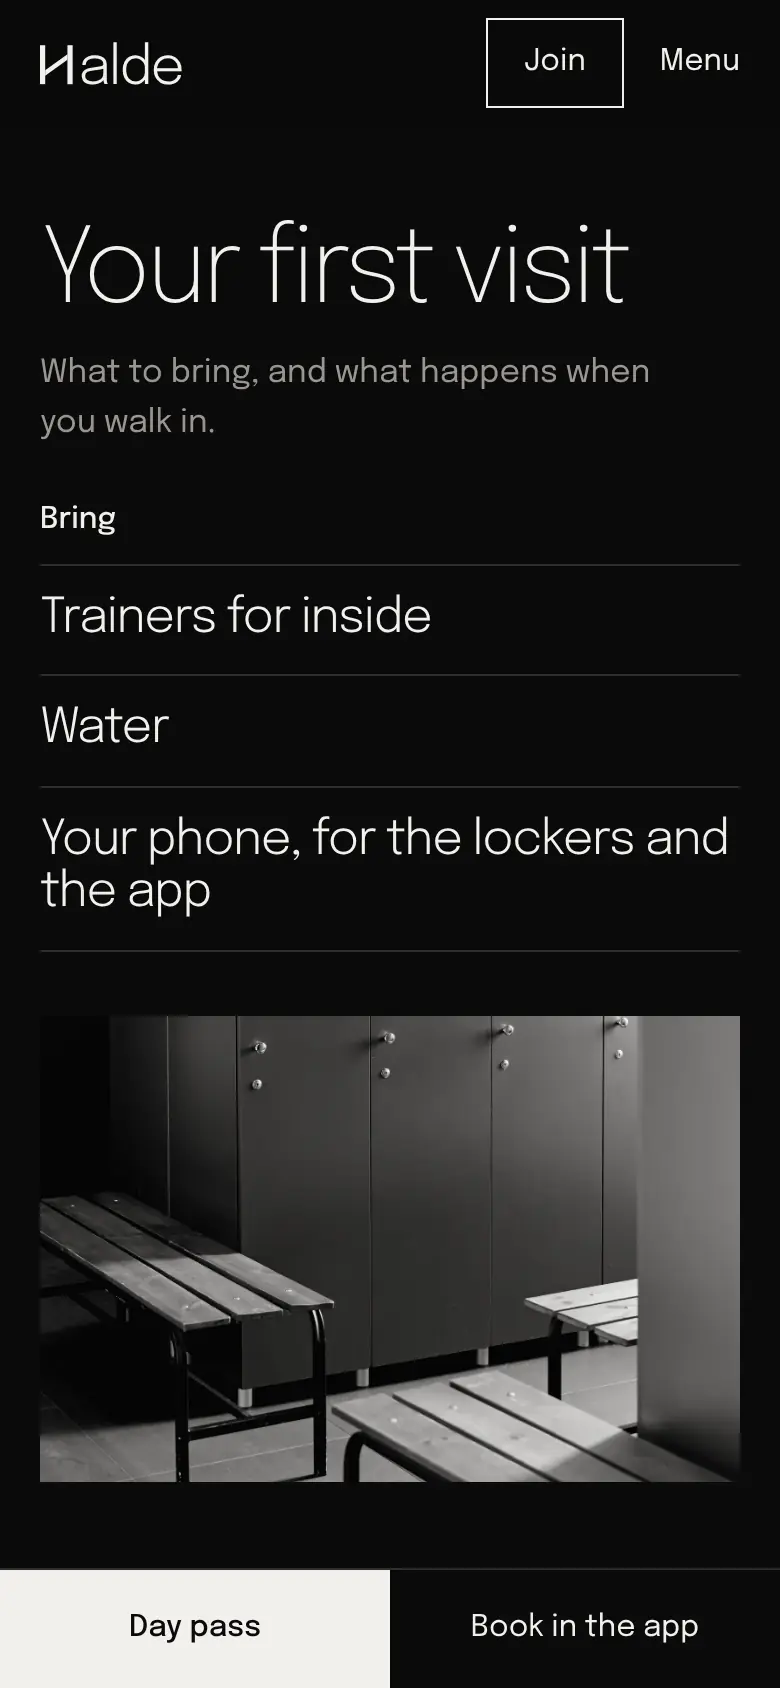 Halde
Join
Menu
Your first visit
What to bring, and what happens when
you walk in.
Bring
Trainers for inside
Water
Your phone, for the lockers and
the app
Day pass
Book in the app